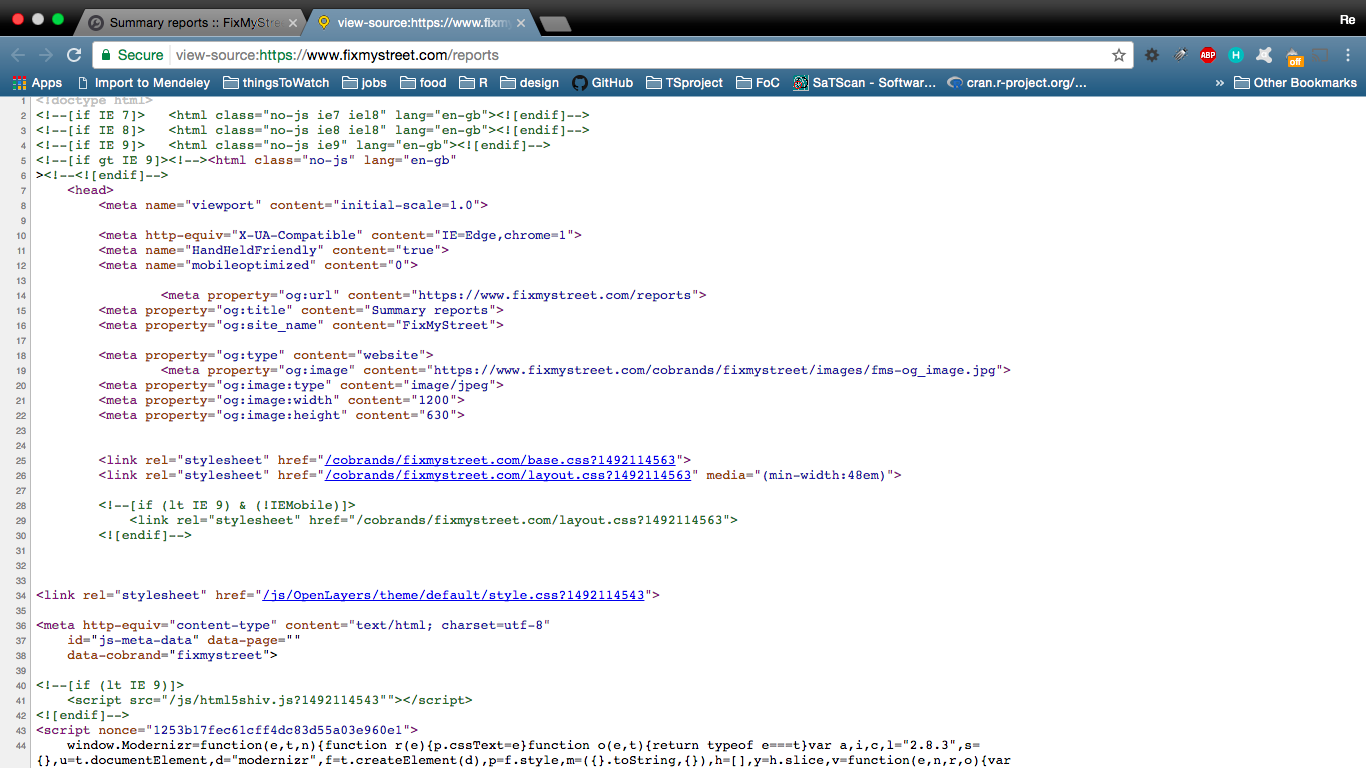 Summary reports :: FixMyStre
view-source:https://www.fixm
Re
Secure view-source:https://www.fixmystreet.com/reports
ABP
H
off
Apps Import to Mendeley thingsToWatch jobs food R design GitHub TSproject FoC SaTScan - Softwar... cran.r-project.org/... » Other Bookmarks
1 <!doctype html>
2 <!--[if IE 7]> <html class="no-js ie7 iel8" lang="en-gb"><![endif]-->
3 <!--[if IE 8]> <html class="no-js ie8 iel8" lang="en-gb"><![endif]-->
4 <!--[if IE 9]> <html class="no-js ie9" lang="en-gb"><![endif]-->
5 <!--[if gt IE 9]><!--><html class="no-js" lang="en-gb"
6 ><!--<![endif]-->
7 <head>
8 <meta name="viewport" content="initial-scale=1.0">
9
10 <meta http-equiv="X-UA-Compatible" content="IE=Edge,chrome=1">
11 <meta name="HandHeldFriendly" content="true">
12 <meta name="mobileoptimized" content="0">
13
14 <meta property="og:url" content="https://www.fixmystreet.com/reports">
15 <meta property="og:title" content="Summary reports">
16 <meta property="og:site_name" content="FixMyStreet">
17
18 <meta property="og:type" content="website">
19 <meta property="og:image" content="https://www.fixmystreet.com/cobrands/fixmystreet/images/fms-og_image.jpg">
20 <meta property="og:image:type" content="image/jpeg">
21 <meta property="og:image:width" content="1200">
22 <meta property="og:image:height" content="630">
23
24
25 <link rel="stylesheet" href="/cobrands/fixmystreet.com/base.css?1492114563">
26 <link rel="stylesheet" href="/cobrands/fixmystreet.com/layout.css?1492114563" media="(min-width:48em)">
27
28 <!--[if (lt IE 9) & (!IEMobile)]>
29 <link rel="stylesheet" href="/cobrands/fixmystreet.com/layout.css?1492114563">
30 <![endif]-->
31
32
33
34 <link rel="stylesheet" href="/js/OpenLayers/theme/default/style.css?1492114543">
35
36 <meta http-equiv="content-type" content="text/html; charset=utf-8"
37 id="js-meta-data" data-page=""
38 data-cobrand="fixmystreet">
39
40 <!--[if (lt IE 9)]>
41 <script src="/js/html5shiv.js?1492114543""></script>
42 <![endif]-->
43 <script nonce="1253b17fec61cff4dc83d55a03e960e1">
44 window.Modernizr=function(e,t,n){function r(e){p.cssText=e}function o(e,t){return typeof e===t}var a,i,c,l="2.8.3",s=
{},u=t.documentElement,d="modernizr",f=t.createElement(d),p=f.style,m=({}.toString,{}),h=[],y=h.slice,v=function(e,n,r,o){var